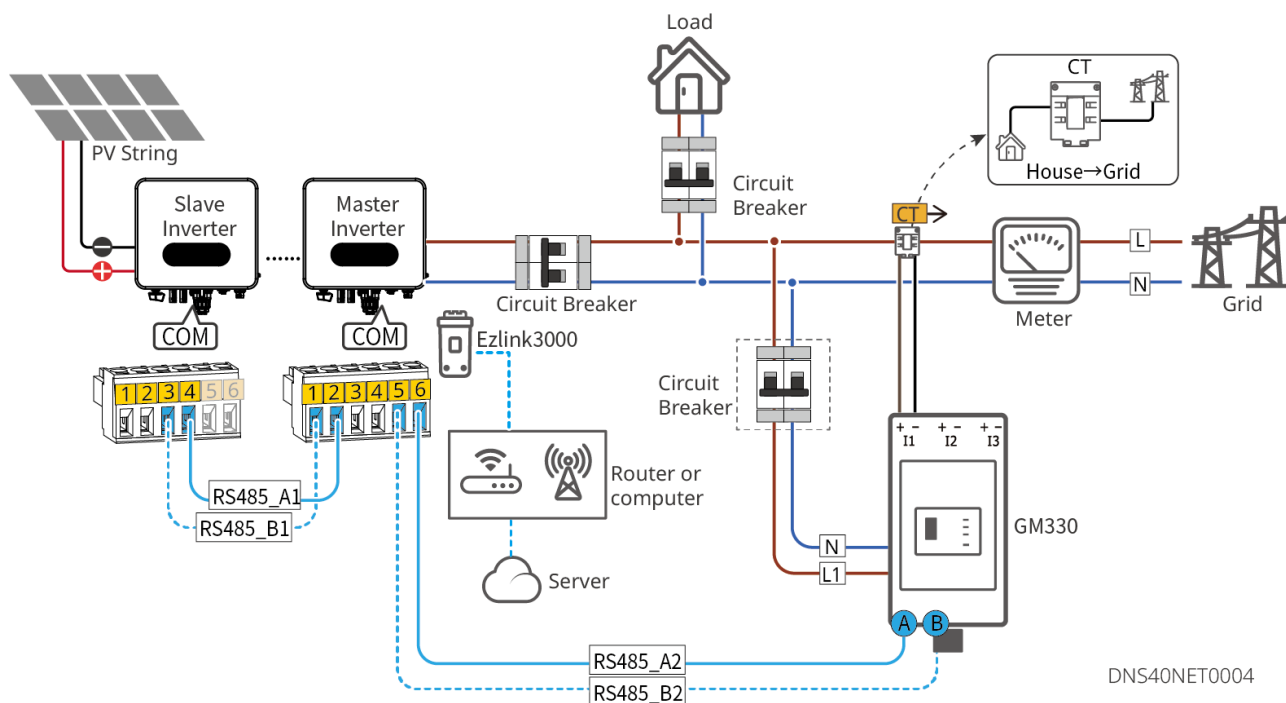 Load
CT
House→Grid
PV String
Slave
Inverter
Master
Inverter
Circuit
Breaker
CT
L
N
Circuit Breaker
Meter
Grid
COM
COM
Ezlink3000
1 2 3 4 5 6
1 2 3 4 5 6
Circuit
Breaker
+ - + - + -
I1 I2 I3
Router or
computer
RS485_A1
RS485_B1
GM330
N
L1
Server
A B
RS485_A2
RS485_B2
DNS40NET0004